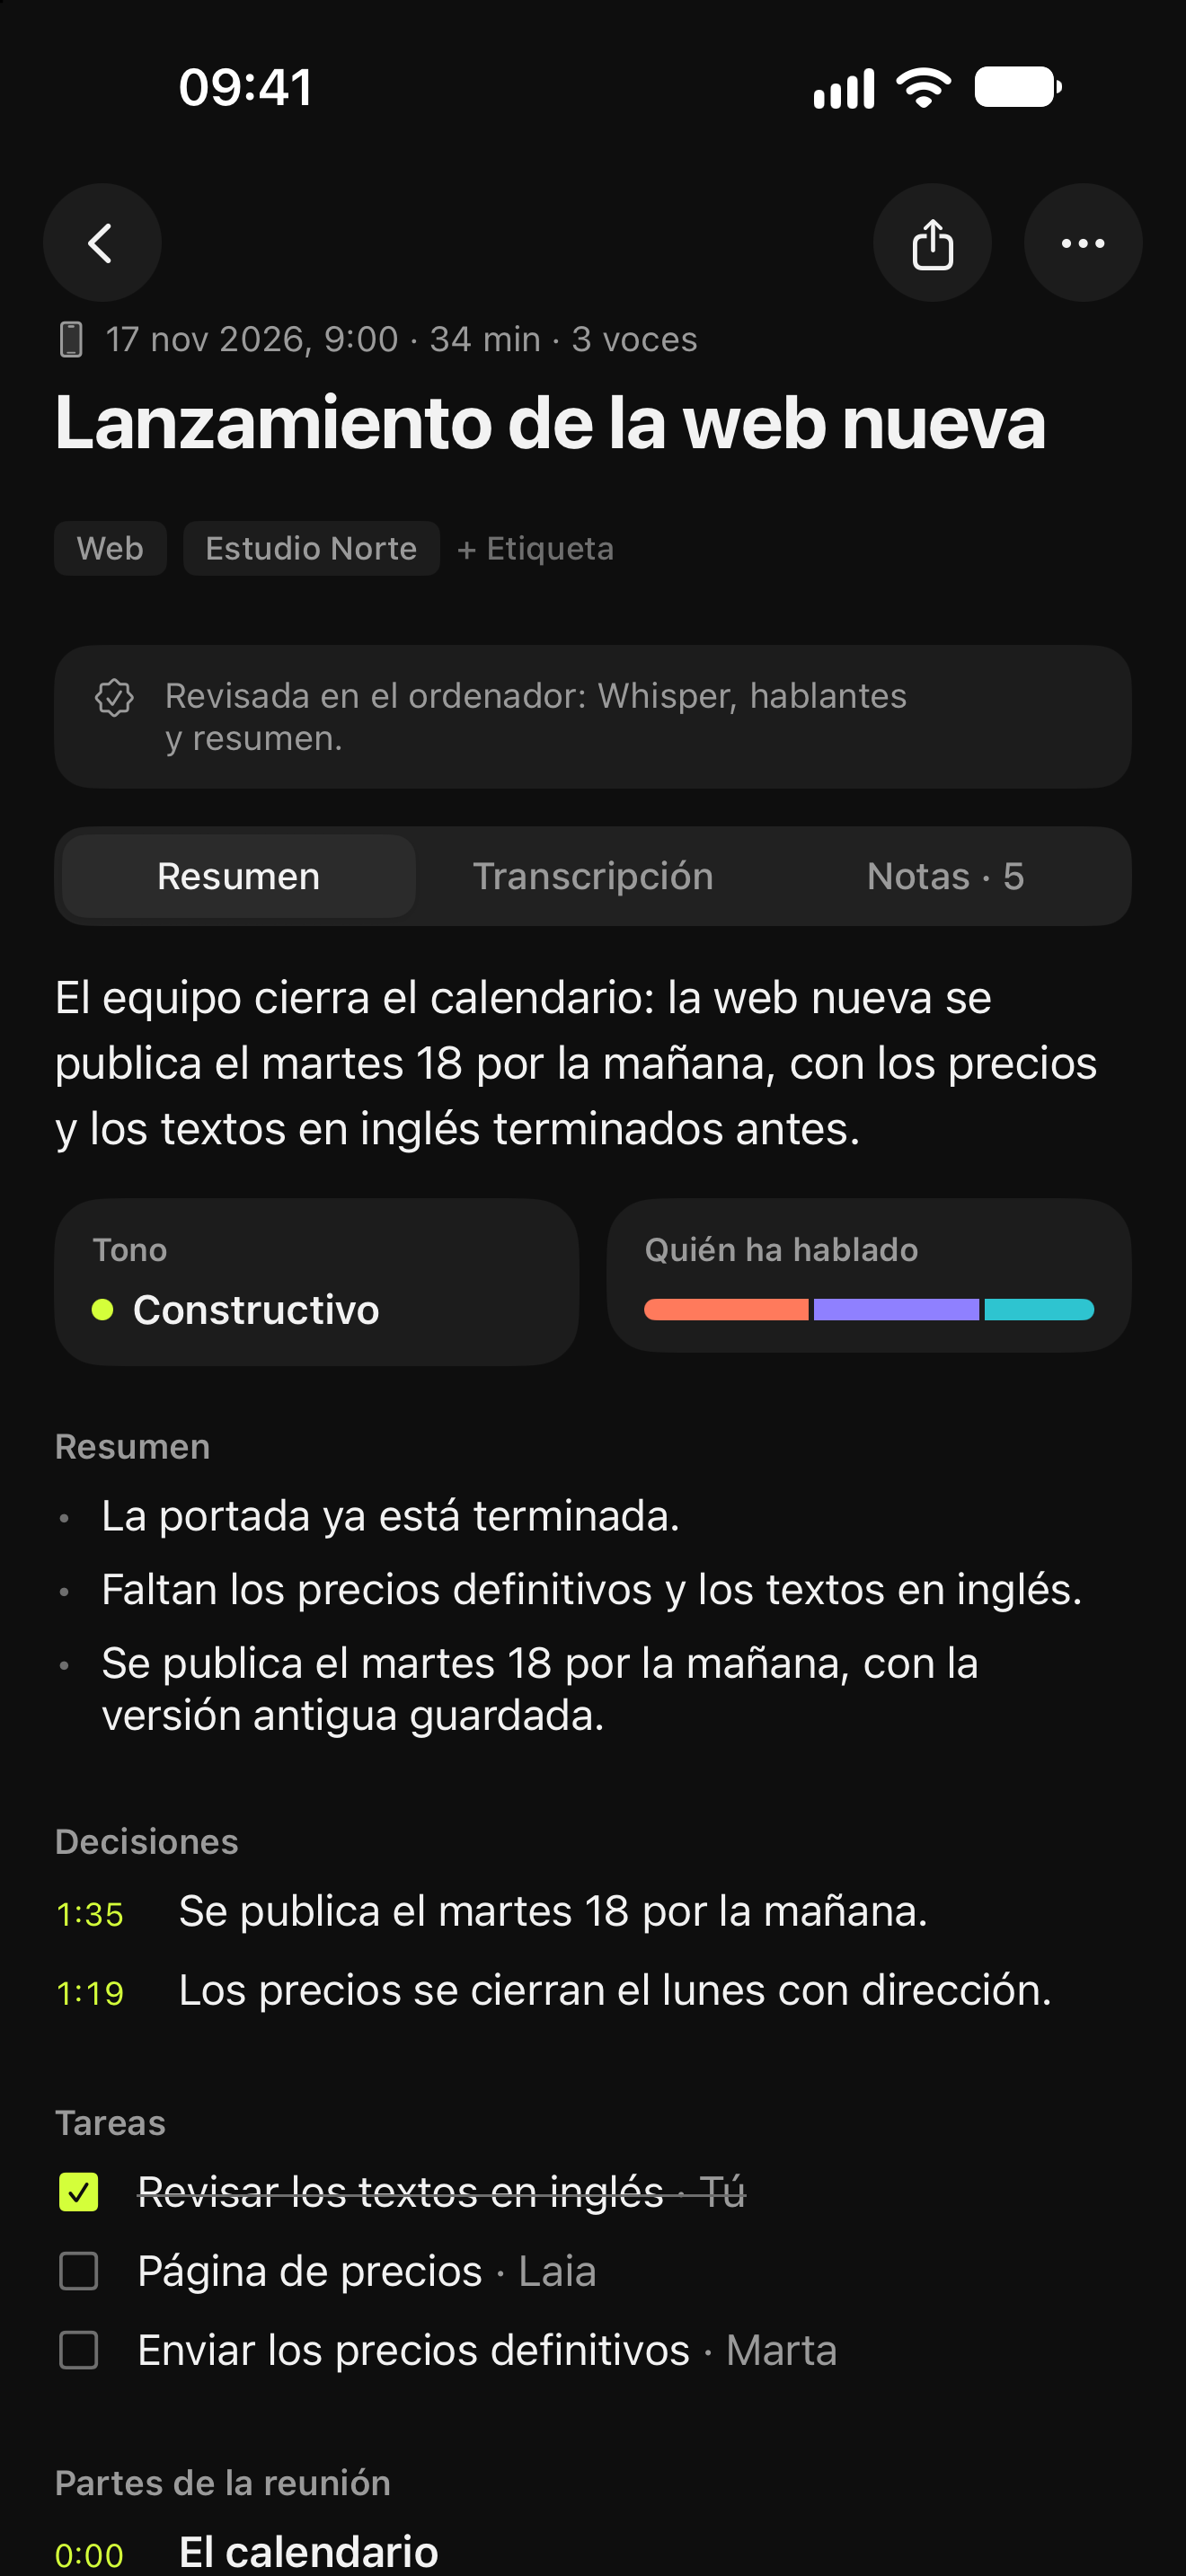 09:41
17 nov 2026, 9:00 · 34 min · 3 voces
Lanzamiento de la web nueva
Web
Estudio Norte
+ Etiqueta
Revisada en el ordenador: Whisper, hablantes
y resumen.
Resumen
Transcripción
Notas · 5
El equipo cierra el calendario: la web nueva se
publica el martes 18 por la mañana, con los precios
y los textos en inglés terminados antes.
Tono
Constructivo
Quién ha hablado
Resumen
• La portada ya está terminada.
• Faltan los precios definitivos y los textos en inglés.
• Se publica el martes 18 por la mañana, con la
versión antigua guardada.
Decisiones
1:35 Se publica el martes 18 por la mañana.
1:19 Los precios se cierran el lunes con dirección.
Tareas
Revisar los textos en inglés · Tú
Página de precios · Laia
Enviar los precios definitivos · Marta
Partes de la reunión
0:00 El calendario